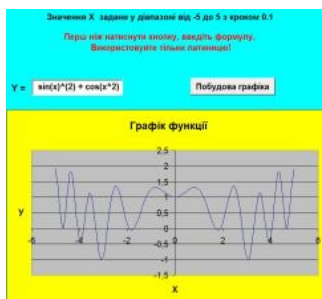 Значення X задане у діапазоні від -5 до 5 з кроком 0.1
Перш ніж натиснути кнопку, введіть формулу.
Використовуйте тільки латиницю!
Y = sin(x)^(2) + cos(x^2) Побудова графіка
Графік функції
2,5
2
1,5
1
0,5
0
-0,5
-1
-1,5
-6 -4 -2 0 2 4 6
У
Х